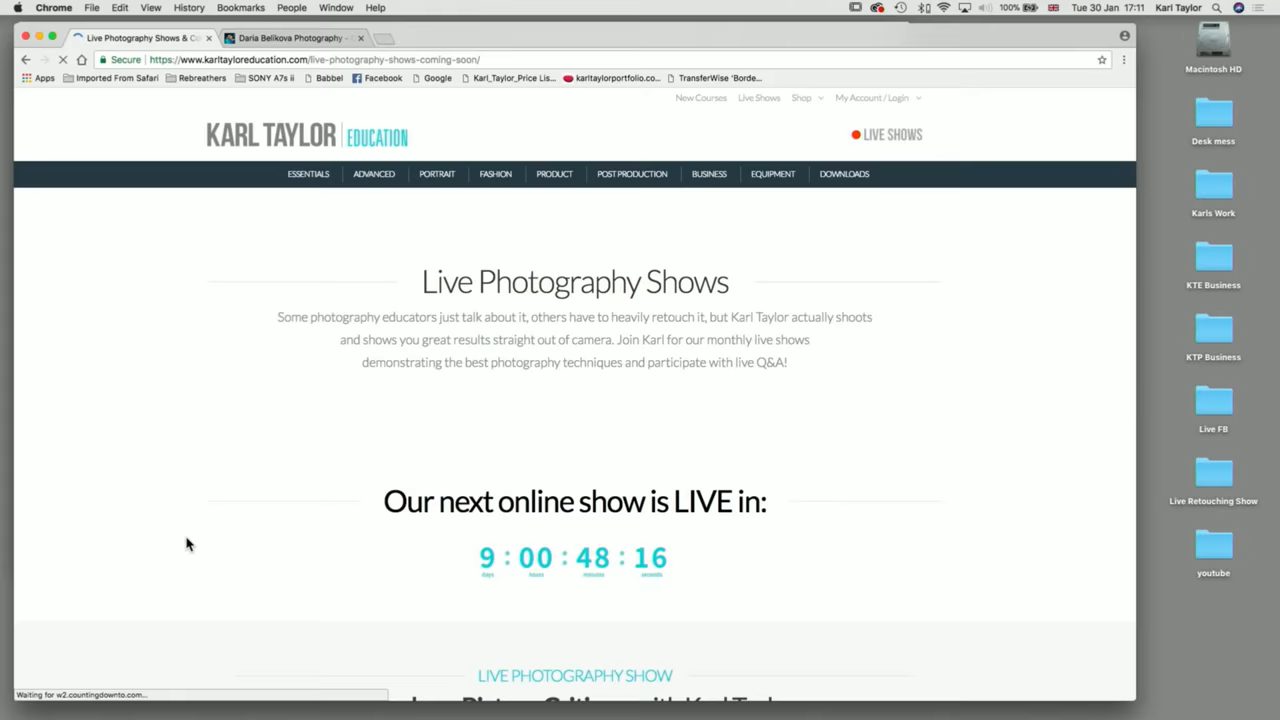 Chrome File Edit View History Bookmarks People Window Help 100% Tue 30 Jan 17:11 Karl Taylor
Live Photography Shows & Co
Daria Belikova Photography -
Secure https://www.karltayloreducation.com/live-photography-shows-coming-soon/
Apps Imported From Safari Rebreathers SONY A7s ii Babbel Facebook Google Karl_Taylor_Price Lis... karltaylorportfolio.co... TransferWise 'Borde...
New Courses Live Shows Shop My Account / Login
KARL TAYLOR EDUCATION
LIVE SHOWS
ESSENTIALS ADVANCED PORTRAIT FASHION PRODUCT POST PRODUCTION BUSINESS EQUIPMENT DOWNLOADS
Live Photography Shows
Some photography educators just talk about it, others have to heavily retouch it, but Karl Taylor actually shoots
and shows you great results straight out of camera. Join Karl for our monthly live shows
demonstrating the best photography techniques and participate with live Q&A!
Our next online show is LIVE in:
9 : 00 : 48 : 16
days hours minutes seconds
LIVE PHOTOGRAPHY SHOW
Waiting for w2.countingdownto.com...
Macintosh HD
Desk mess
Karls Work
KTE Business
KTP Business
Live FB
Live Retouching Show
youtube